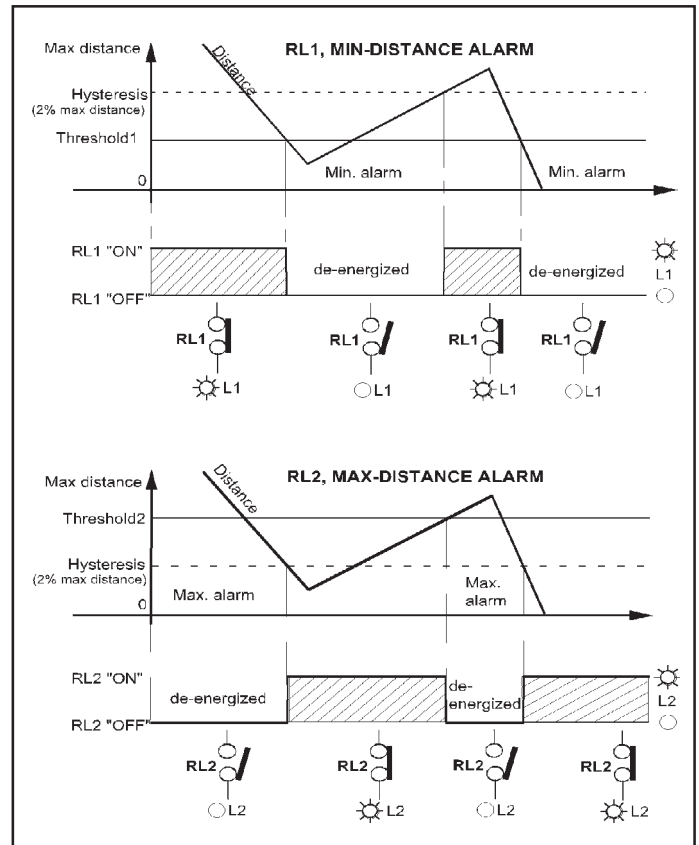 RL1, MIN-DISTANCE ALARM
Max distance
Distance
Hysteresis
(2% max distance)
Threshold1
Min. alarm
Min. alarm
0
RL1 "ON"
de-energized
de-energized
L1
RL1 "OFF"
RL1
RL1
RL1
RL1
L1
L1
L1
L1
RL2, MAX-DISTANCE ALARM
Max distance
Distance
Threshold2
Hysteresis
(2% max distance)
Max. alarm
Max.
alarm
0
RL2 "ON"
de-energized
de-
energized
L2
RL2 "OFF"
RL2
RL2
RL2
RL2
L2
L2
L2
L2